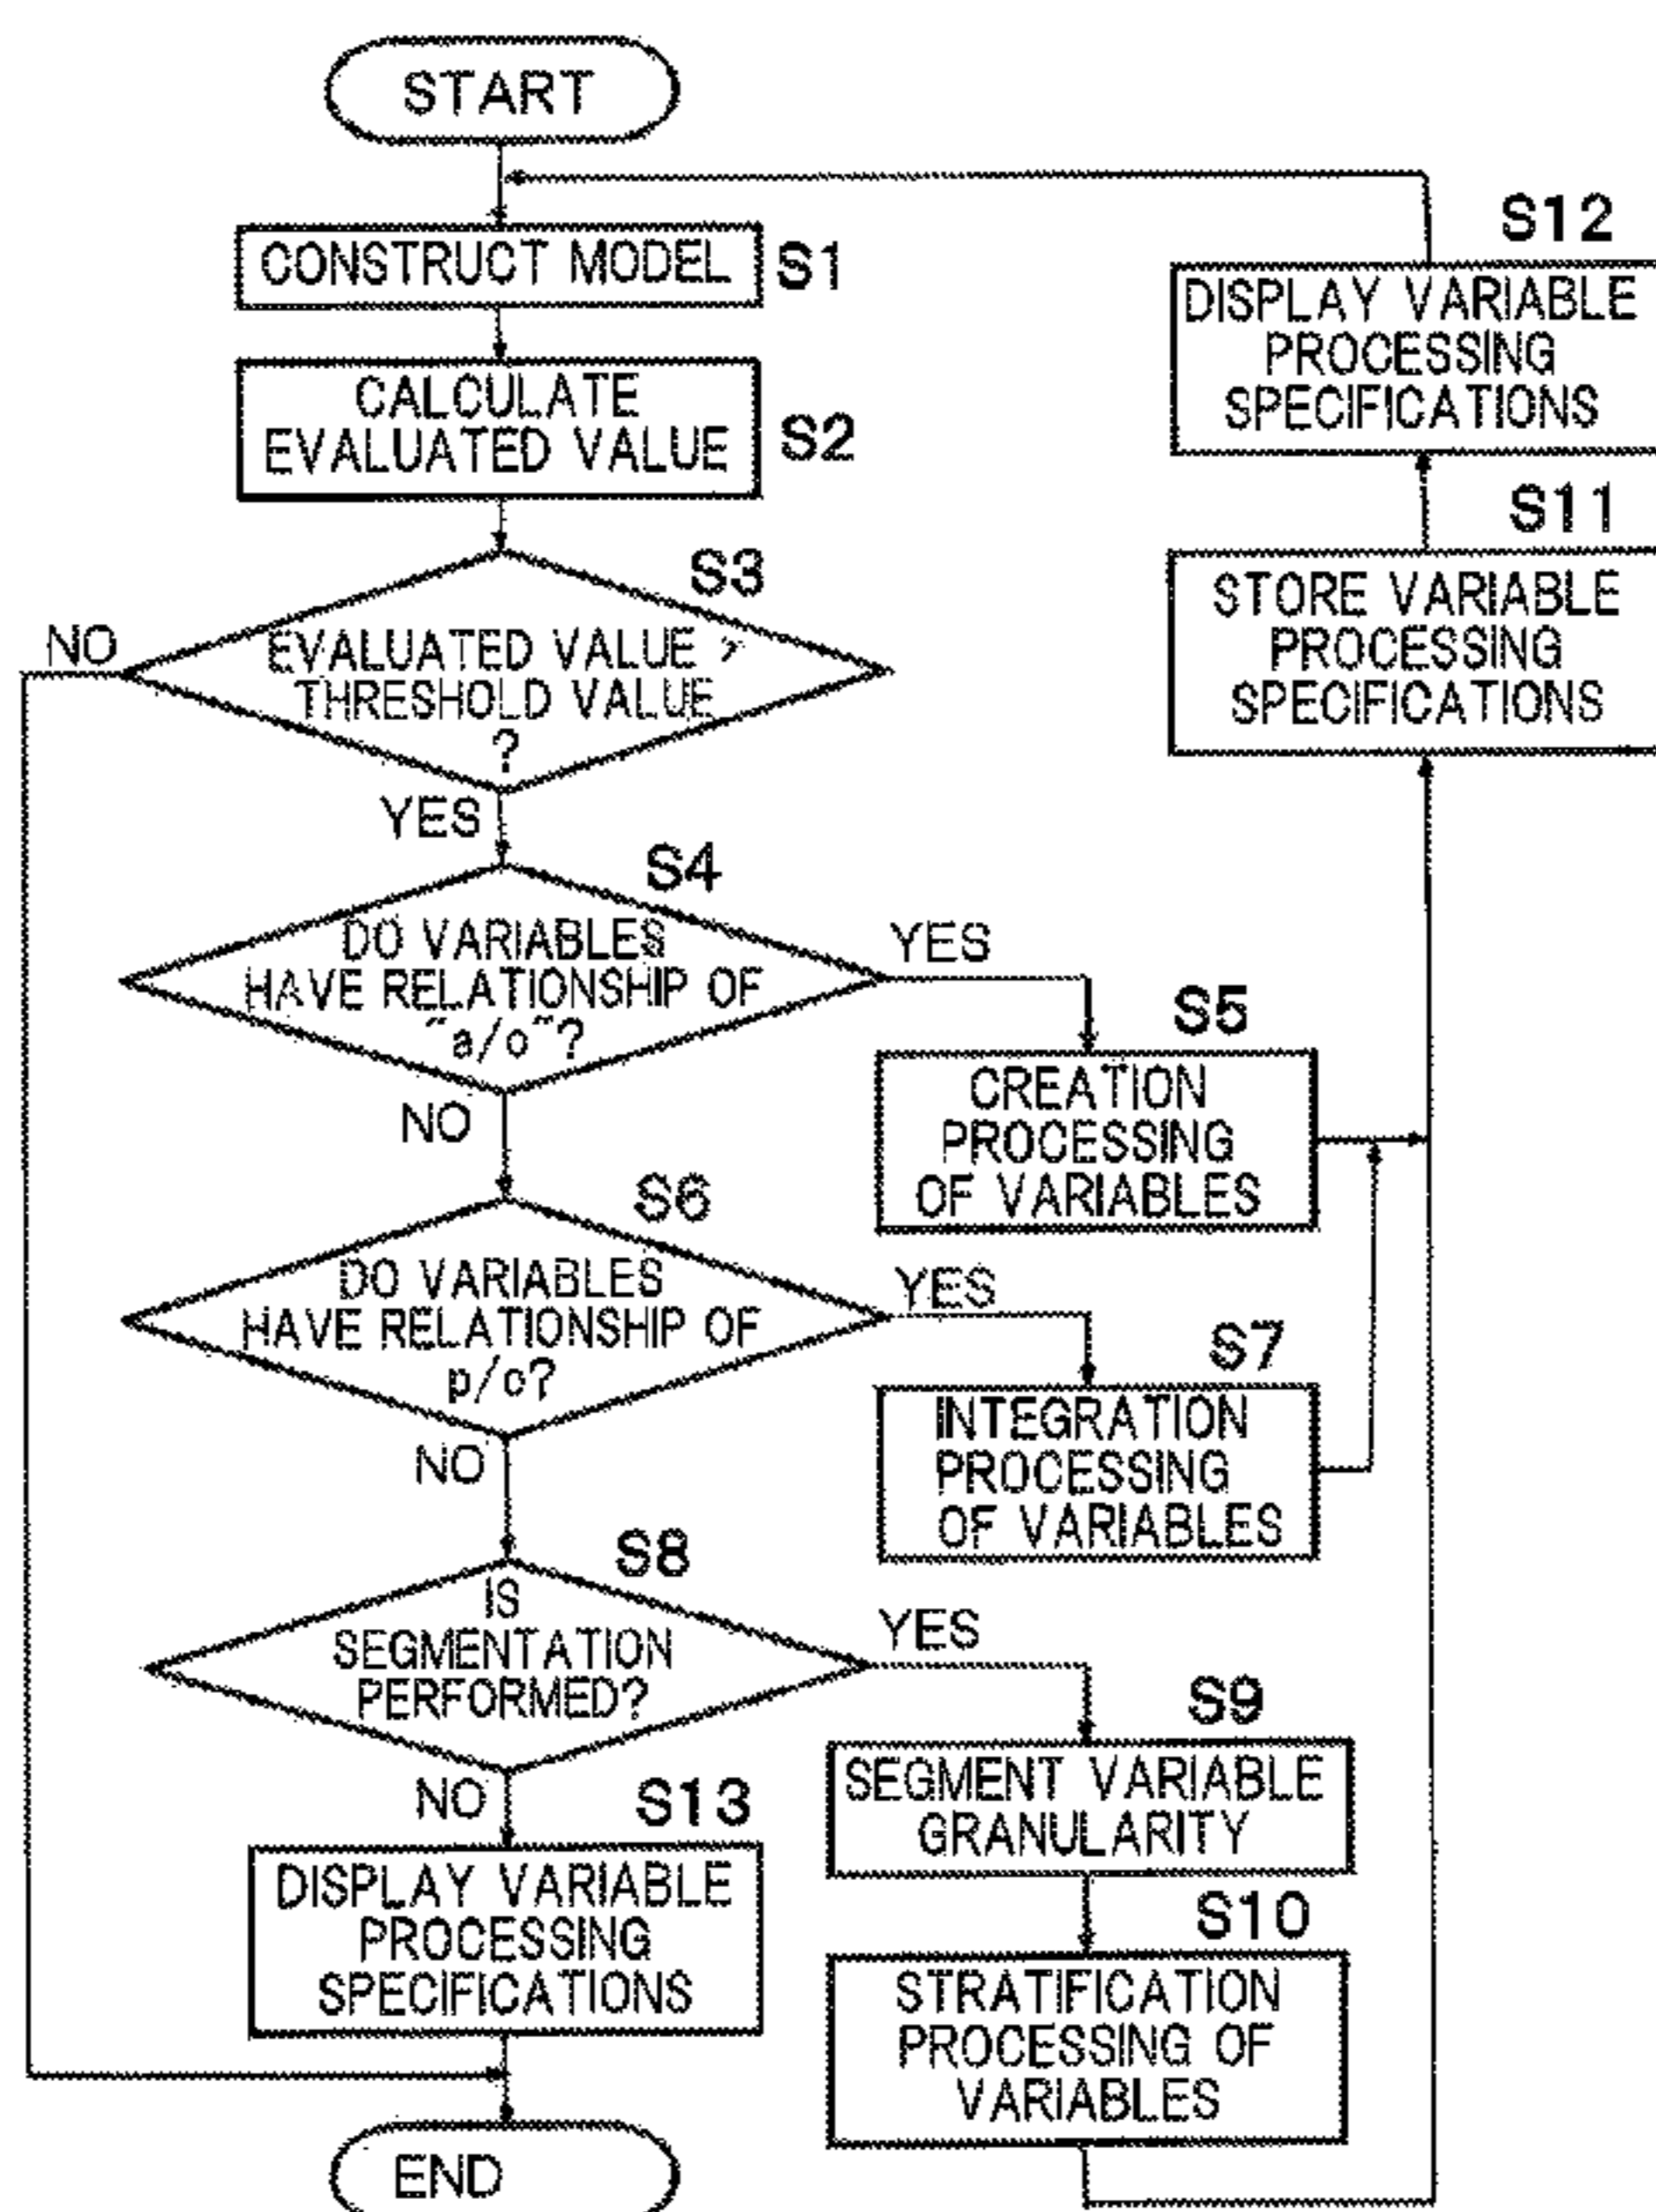 START
CONSTRUCT MODEL
S1
CALCULATE
EVALUATED VALUE
S2
S3
EVALUATED VALUE >
THRESHOLD VALUE
?
NO
YES
S4
DO VARIABLES
HAVE RELATIONSHIP OF
"a/o"?
YES
NO
S5
CREATION
PROCESSING
OF VARIABLES
S6
DO VARIABLES
HAVE RELATIONSHIP OF
p/o?
YES
NO
S7
INTEGRATION
PROCESSING
OF VARIABLES
S8
IS
SEGMENTATION
PERFORMED?
YES
NO
S9
SEGMENT VARIABLE
GRANULARITY
S10
STRATIFICATION
PROCESSING OF
VARIABLES
S11
STORE VARIABLE
PROCESSING
SPECIFICATIONS
S12
DISPLAY VARIABLE
PROCESSING
SPECIFICATIONS
S13
DISPLAY VARIABLE
PROCESSING
SPECIFICATIONS
END